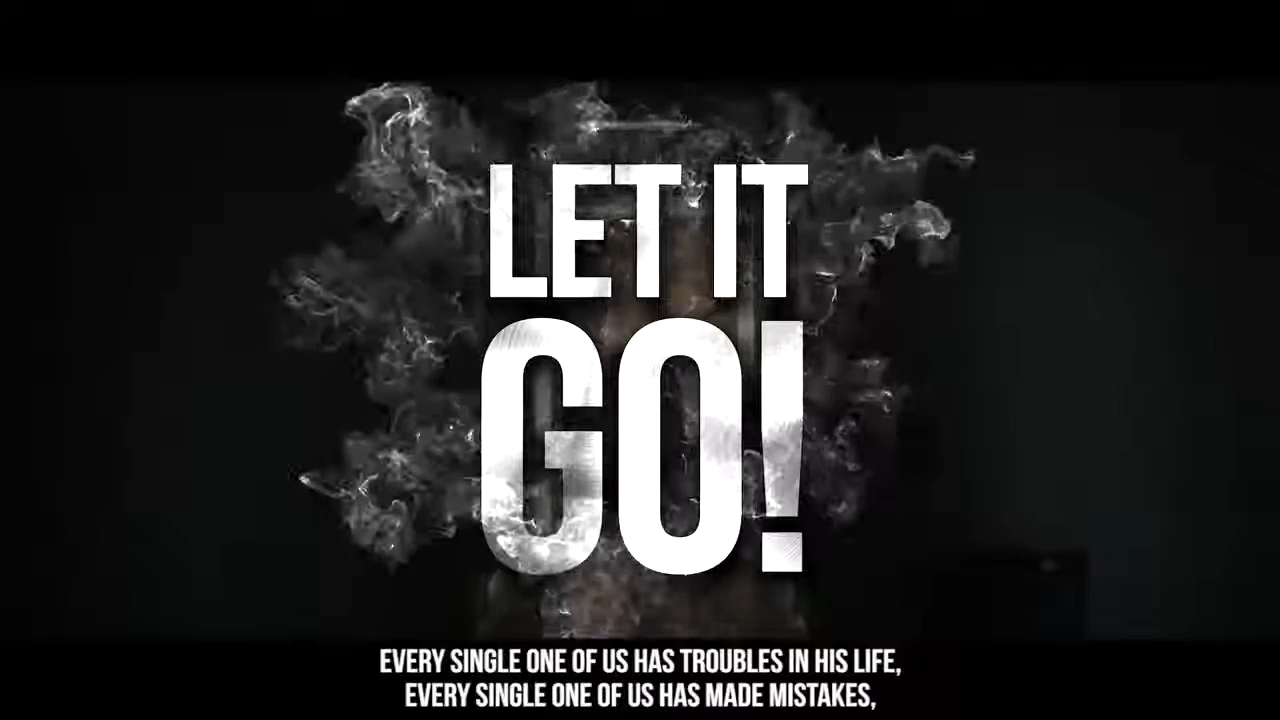 LET IT
GO!
EVERY SINGLE ONE OF US HAS TROUBLES IN HIS LIFE,
EVERY SINGLE ONE OF US HAS MADE MISTAKES,